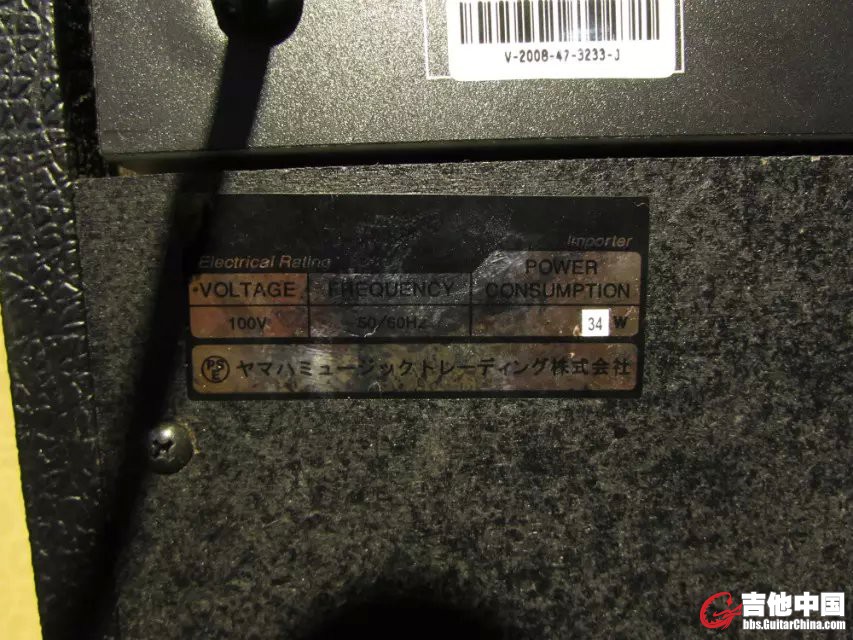 V-2008-47-3233-J
Electrical Rating
Importer
VOLTAGE
FREQUENCY
POWER CONSUMPTION
100V
50/60Hz
34 W
PS E
ヤマハミュージックトレーディング株式会社
吉他中国
bbs.GuitarChina.com